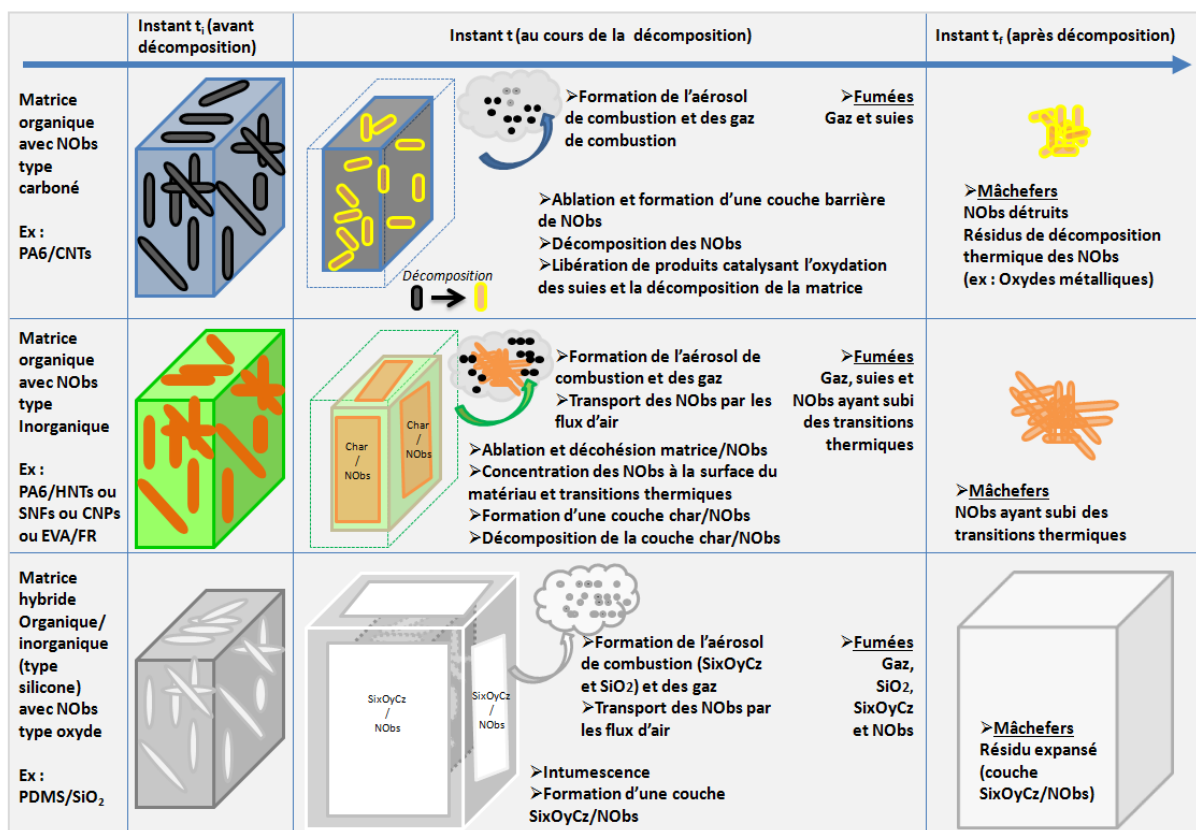 Instant ti (avant
décomposition)
Instant t (au cours de la décomposition)
Instant tf (après décomposition)
Matrice
organique
avec NObs
type
carboné
Ex :
PA6/CNTs
Décomposition
➢Formation de l'aérosol
de combustion et des gaz
de combustion
➢Fumées
Gaz et suies
➢Ablation et formation d'une couche barrière
de NObs
➢Décomposition des NObs
➢Libération de produits catalysant l'oxydation
des suies et la décomposition de la matrice
➢Mâchefers
NObs détruits
Résidus de décomposition
thermique des NObs
(ex : Oxydes métalliques)
Matrice
organique
avec NObs
type
Inorganique
Ex :
PA6/HNTs ou
SNFs ou CNPs
ou EVA/FR
Char
/
NObs
Char
/
NObs
➢Formation de l'aérosol de
combustion et des gaz
➢Transport des NObs par les
flux d'air
➢Fumées
Gaz, suies et
NObs ayant subi
des transitions
thermiques
➢Ablation et décohésion matrice/NObs
➢Concentration des NObs à la surface du
matériau et transitions thermiques
➢Formation d'une couche char/NObs
➢Décomposition de la couche char/NObs
➢Mâchefers
NObs ayant subi des
transitions thermiques
Matrice
hybride
Organique/
inorganique
(type
silicone)
avec NObs
type oxyde
Ex :
PDMS/SiO2
SixOyCz
/
NObs
SixOyCz
/
NObs
➢Formation de l'aérosol
de combustion (SixOyCz
et SiO2) et des gaz
➢Transport des NObs par
les flux d'air
➢Fumées
Gaz,
SiO2,
SixOyCz
et NObs
➢Intumescence
➢Formation d'une couche
SixOyCz/NObs
➢Mâchefers
Résidu expansé
(couche
SixOyCz/NObs)